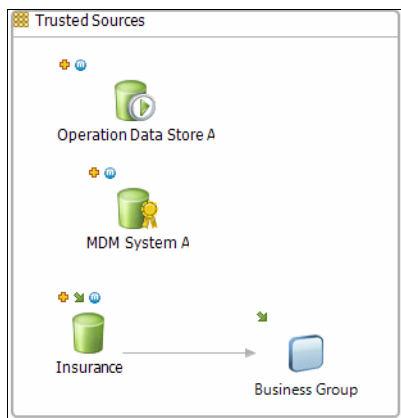 Trusted Sources
Operation Data Store A
MDM System A
Insurance
Business Group